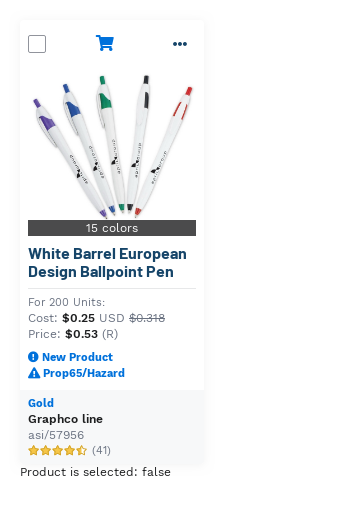 15 colors
White Barrel European
Design Ballpoint Pen
For 200 Units:
Cost: $0.25 USD $0.318
Price: $0.53 (R)
New Product
Prop65/Hazard
Gold
Graphco line
asi/57956
(41)
Product is selected: false